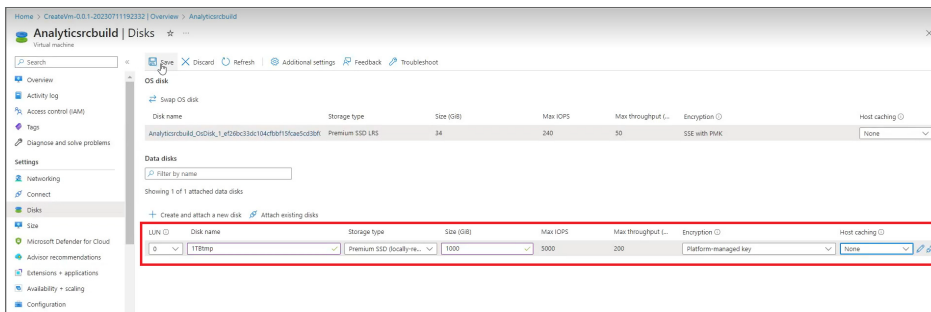 Home > CreateVm-0.0.1-20230711192332 | Overview > Analyticsrcbuild
Analyticsrcbuild | Disks
Virtual machine
Search
Save Discard Refresh Additional settings Feedback Troubleshoot
Overview
Activity log
Access control (IAM)
Tags
Diagnose and solve problems
Settings
Networking
Connect
Disks
Size
Microsoft Defender for Cloud
Advisor recommendations
Extensions + applications
Availability + scaling
Configuration
OS disk
Swap OS disk
Disk name Storage type Size (GiB) Max IOPS Max throughput (... Encryption Host caching
Analyticsrcbuild_OsDisk_1_ef26bc33dc104cfbbf15fcae5cd3bf Premium SSD LRS 34 240 50 SSE with PMK None
Data disks
Filter by name
Showing 1 of 1 attached data disks
Create and attach a new disk Attach existing disks
LUN Disk name Storage type Size (GiB) Max IOPS Max throughput (... Encryption Host caching
0 1TBtmp Premium SSD (locally-re... 1000 5000 200 Platform-managed key None